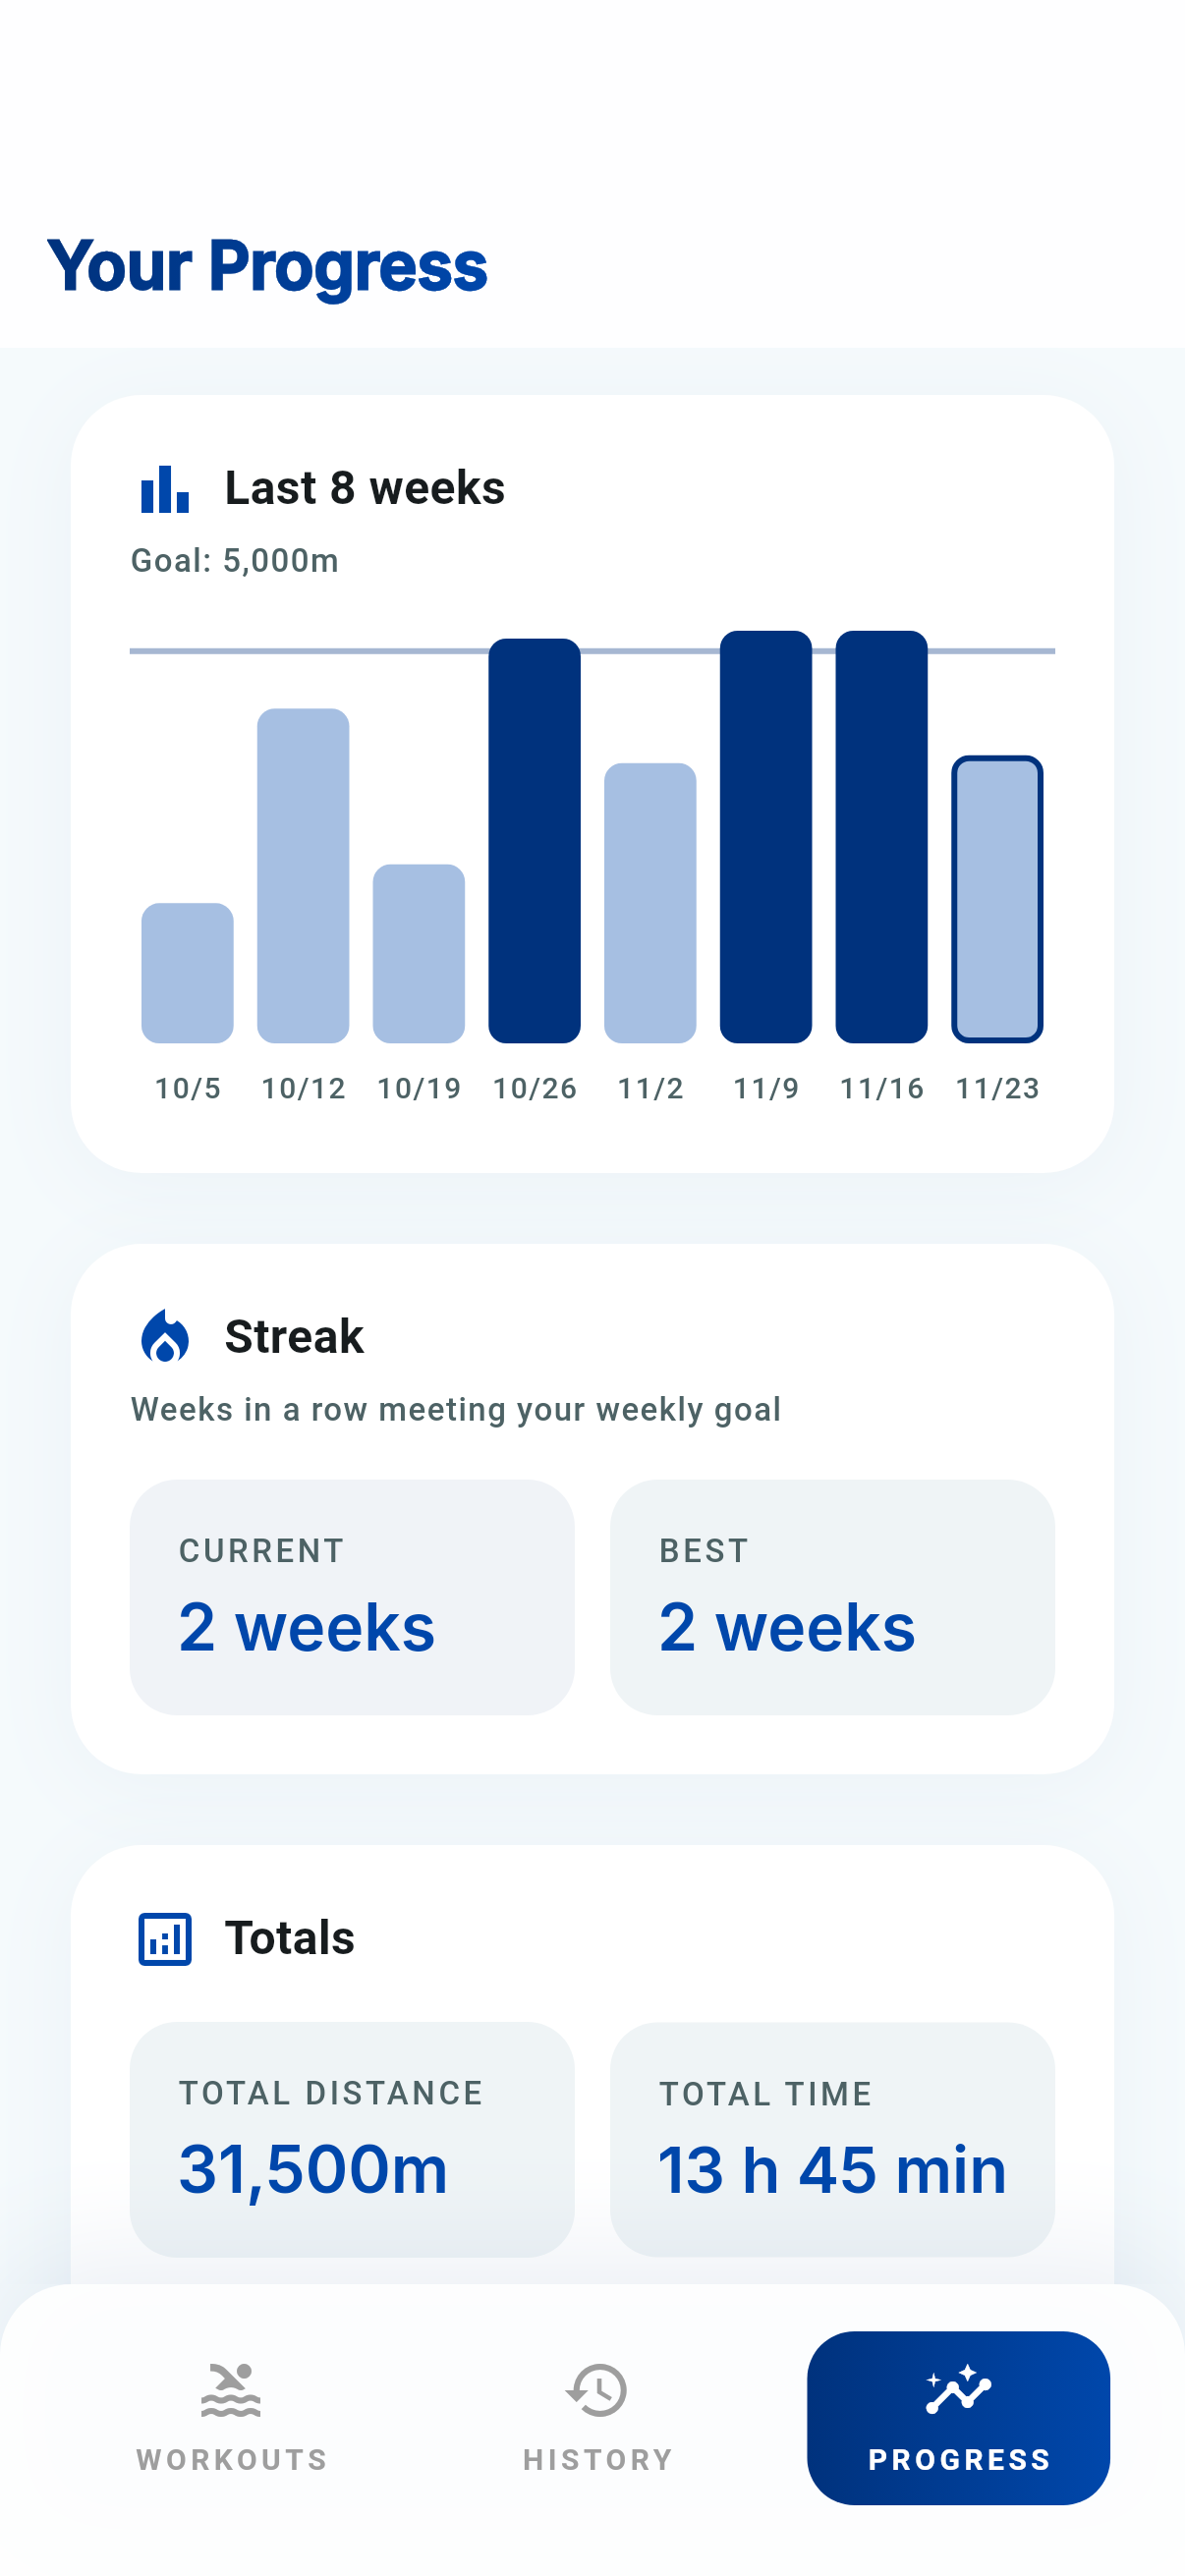 Your Progress
Last 8 weeks
Goal: 5,000m
10/5 10/12 10/19 10/26 11/2 11/9 11/16 11/23
Streak
Weeks in a row meeting your weekly goal
CURRENT BEST
2 weeks 2 weeks
Totals
TOTAL DISTANCE TOTAL TIME
31,500m 13 h 45 min
WORKOUTS HISTORY PROGRESS